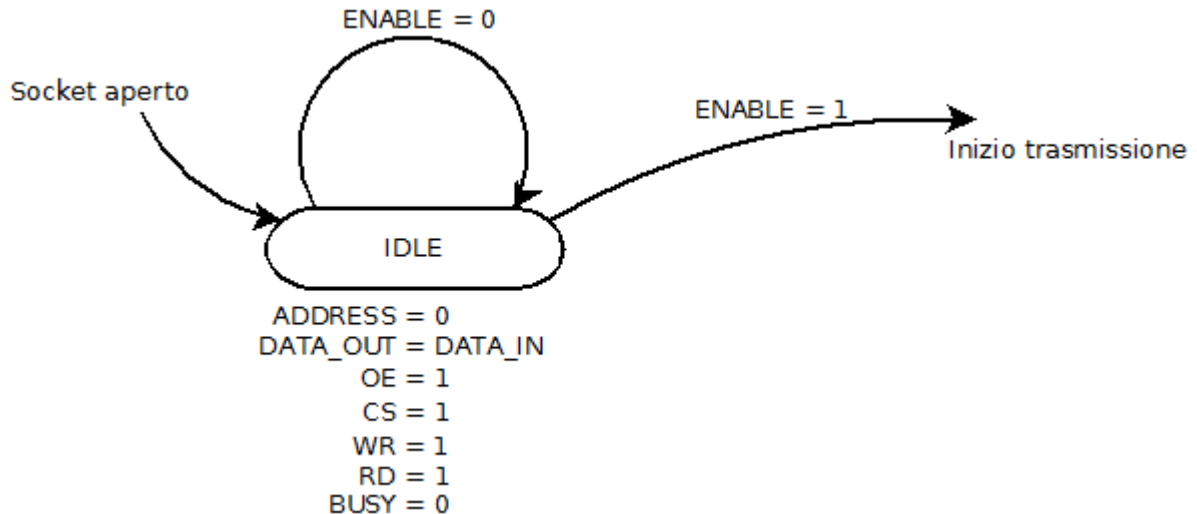 ENABLE = 0
Socket aperto
ENABLE = 1
Inizio trasmissione
IDLE
ADDRESS = 0
DATA_OUT = DATA_IN
OE = 1
CS = 1
WR = 1
RD = 1
BUSY = 0